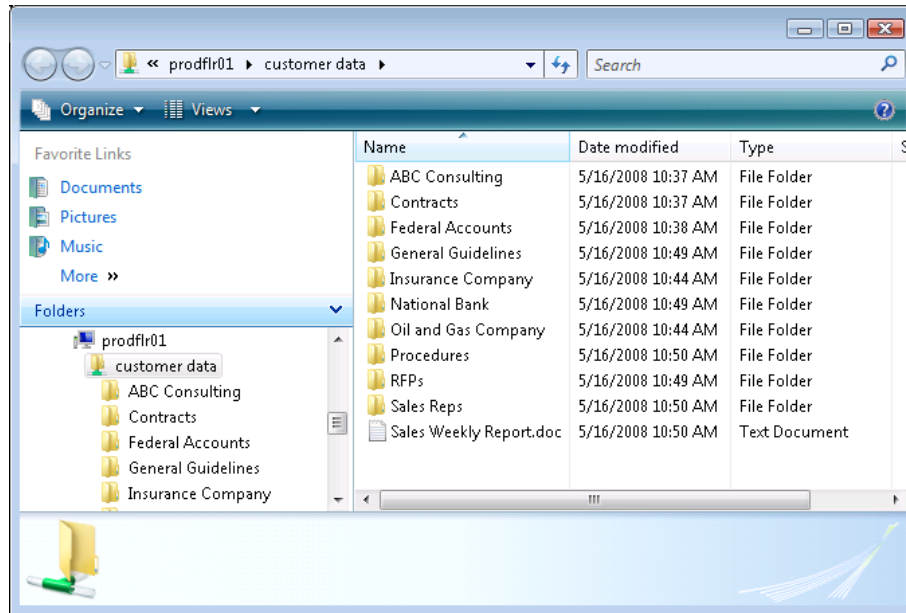 « prodflr01 ▸ customer data ▸ Search
Organize Views
Favorite Links
Documents
Pictures
Music
More »
Folders
prodflr01
customer data
ABC Consulting
Contracts
Federal Accounts
General Guidelines
Insurance Company
Name Date modified Type S
ABC Consulting 5/16/2008 10:37 AM File Folder
Contracts 5/16/2008 10:37 AM File Folder
Federal Accounts 5/16/2008 10:38 AM File Folder
General Guidelines 5/16/2008 10:49 AM File Folder
Insurance Company 5/16/2008 10:44 AM File Folder
National Bank 5/16/2008 10:49 AM File Folder
Oil and Gas Company 5/16/2008 10:44 AM File Folder
Procedures 5/16/2008 10:50 AM File Folder
RFPs 5/16/2008 10:49 AM File Folder
Sales Reps 5/16/2008 10:50 AM File Folder
Sales Weekly Report.doc 5/16/2008 10:50 AM Text Document